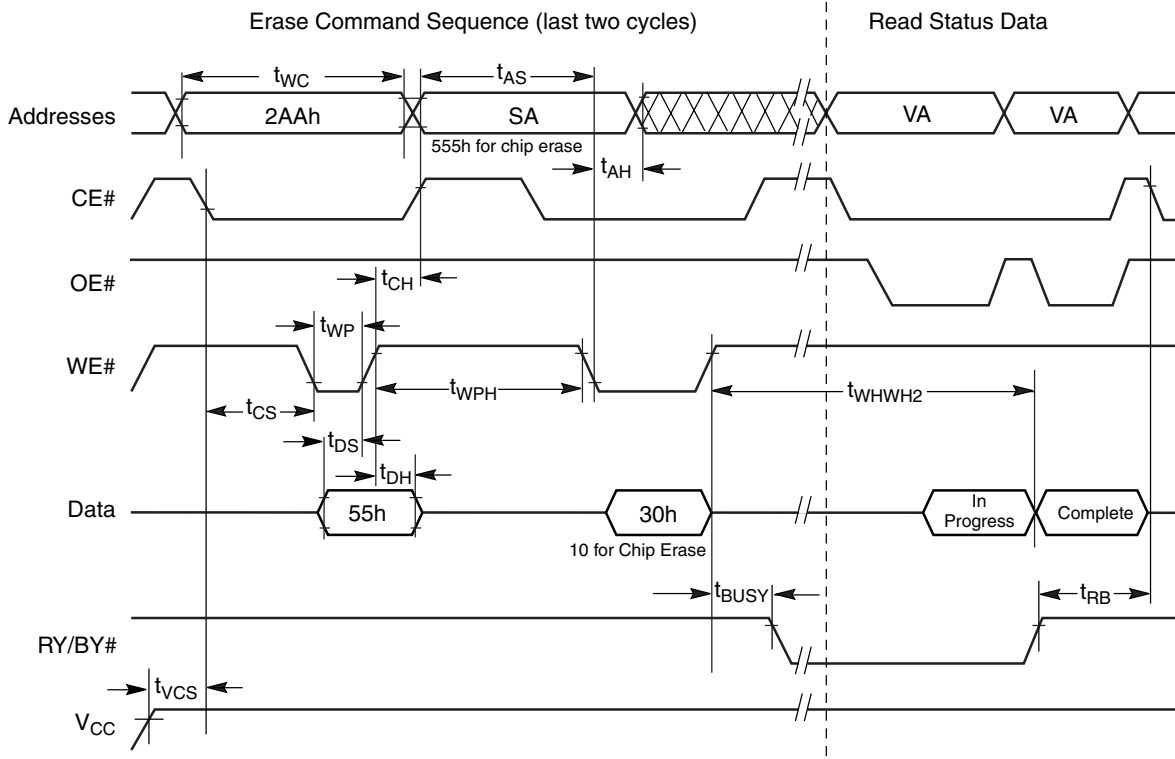 Erase Command Sequence (last two cycles)
Read Status Data
tWC
tAS
Addresses
2AAh
SA
VA
VA
555h for chip erase
tAH
CE#
OE#
tCH
tWP
WE#
tWPH
tWHWH2
tCS
tDS
tDH
Data
55h
30h
In
Progress
Complete
10 for Chip Erase
tBUSY
tRB
RY/BY#
tVCS
VCC